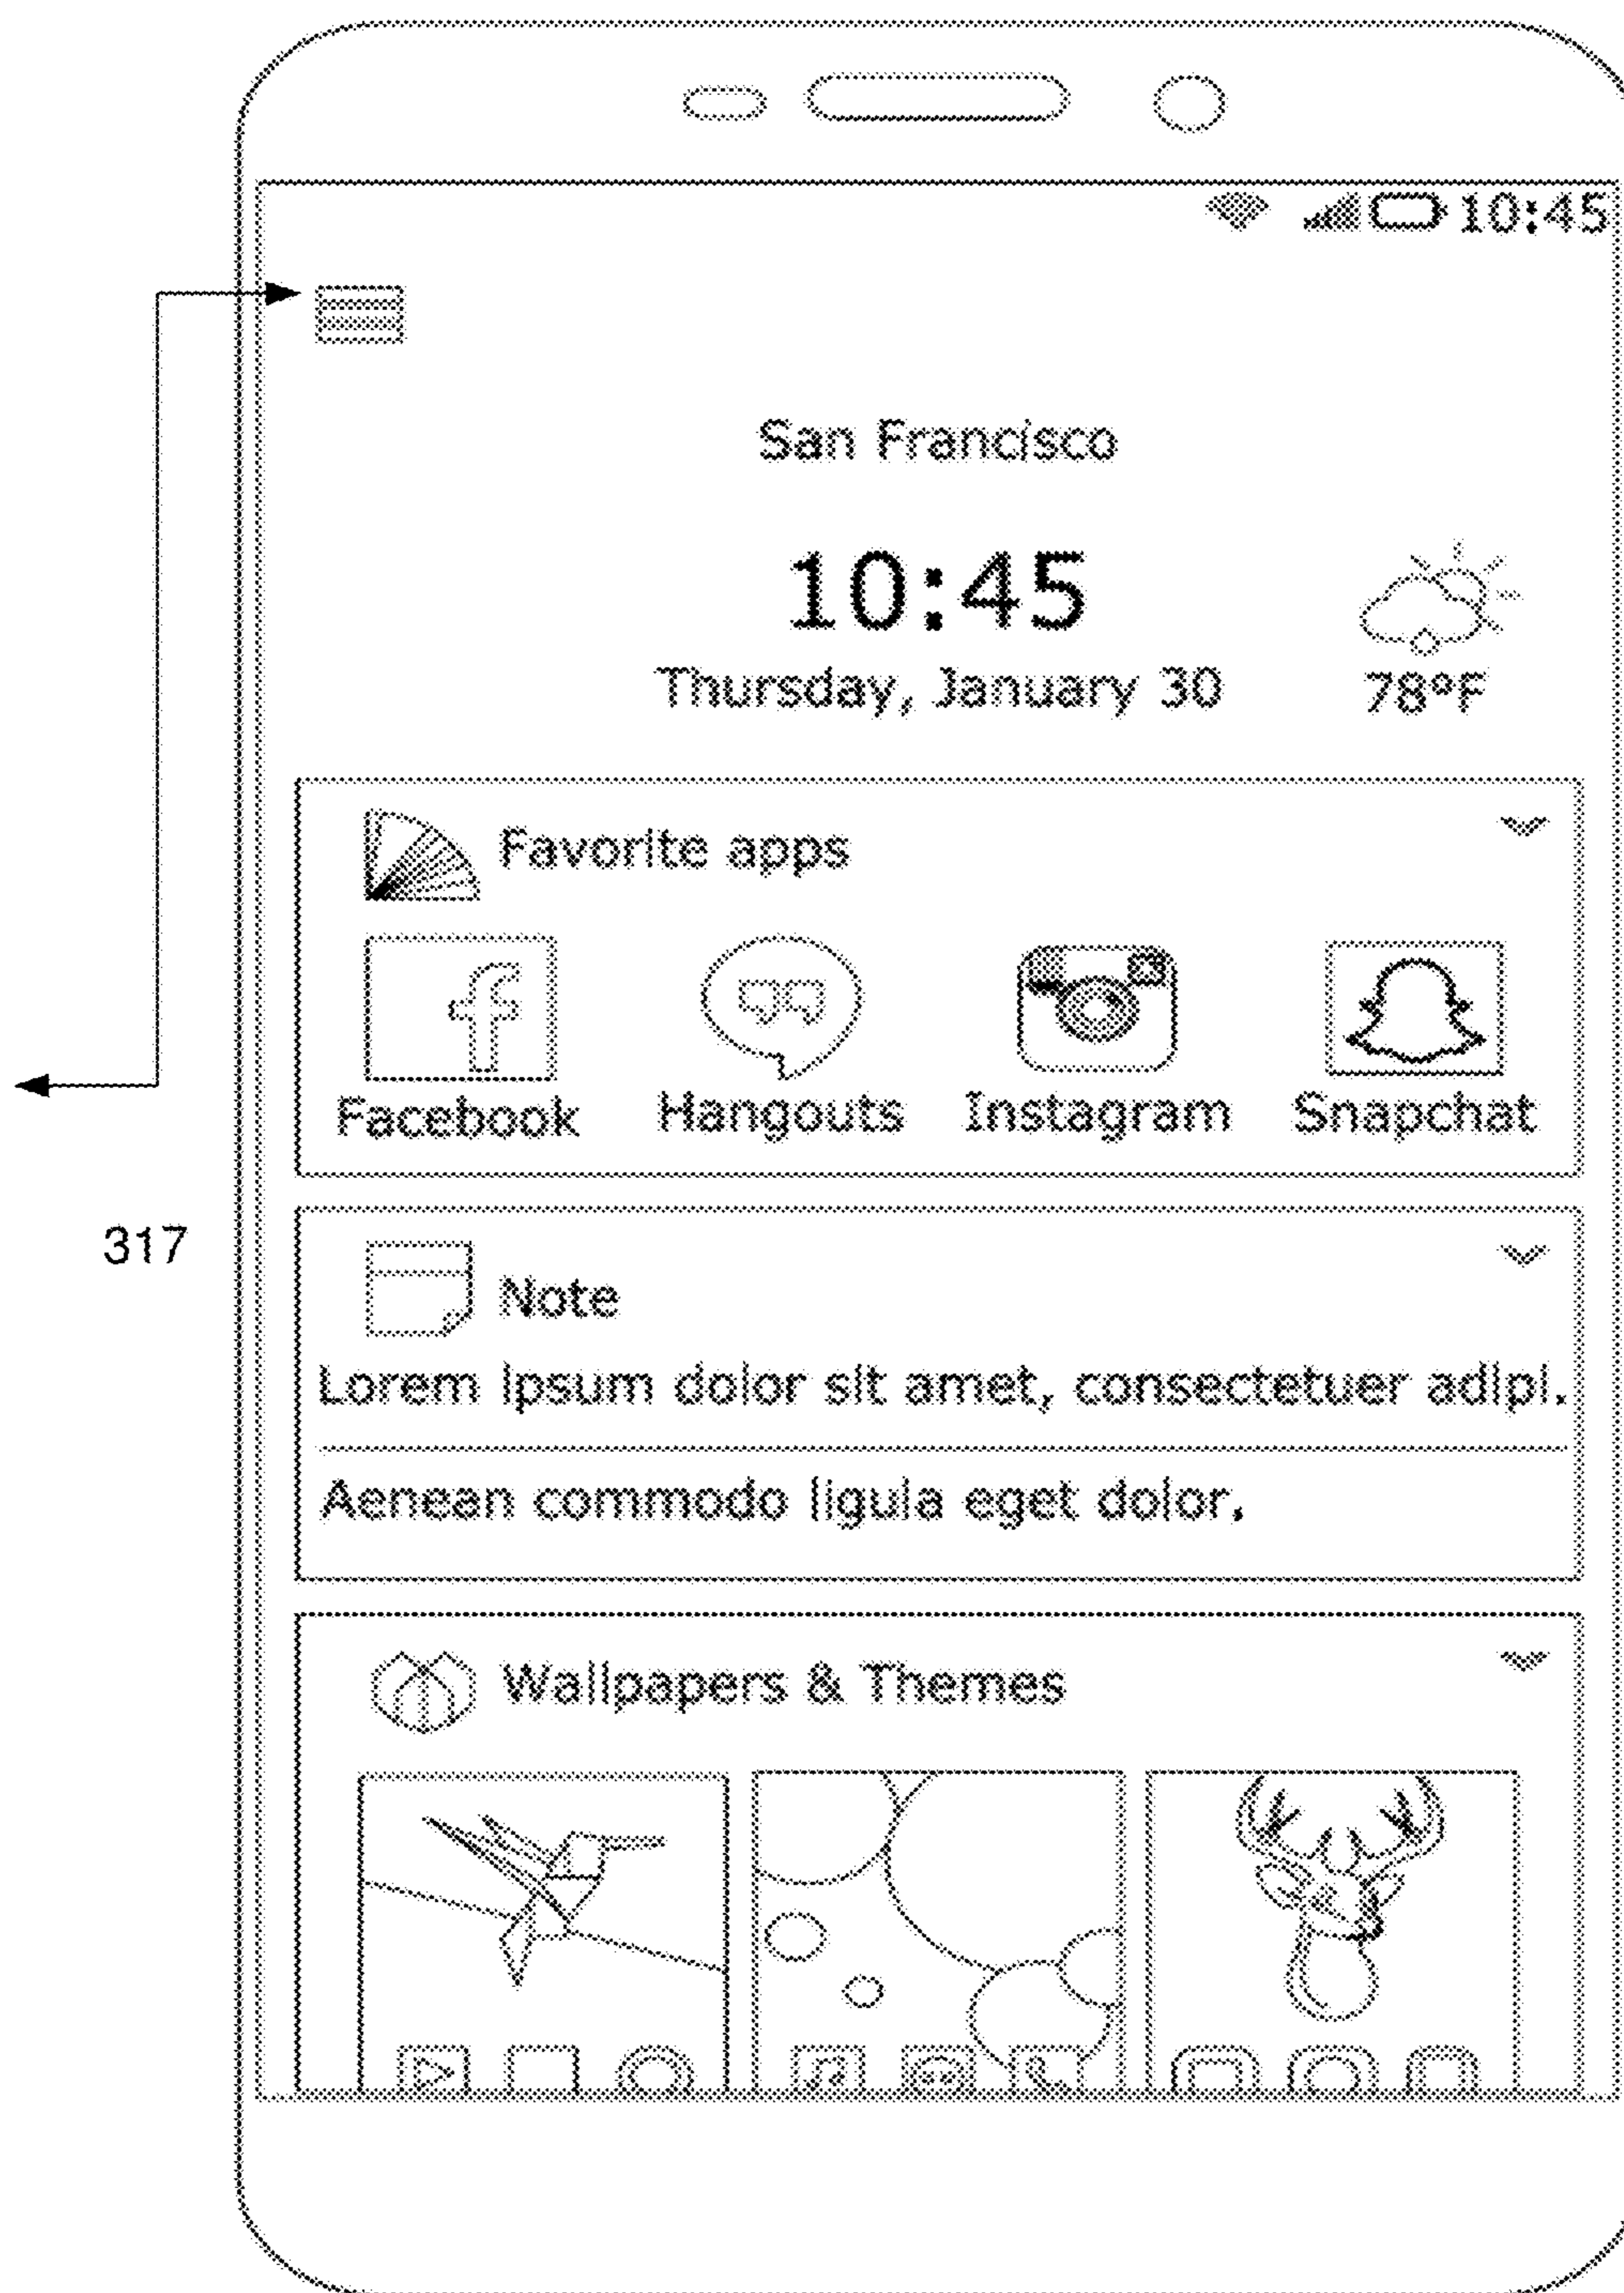 10:45
San Francisco
10:45
Thursday, January 30
78°F
Favorite apps
Facebook Hangouts Instagram Snapchat
317
Note
Lorem ipsum dolor sit amet, consectetuer adipi.
Aenean commodo ligula eget dolor,
Wallpapers & Themes